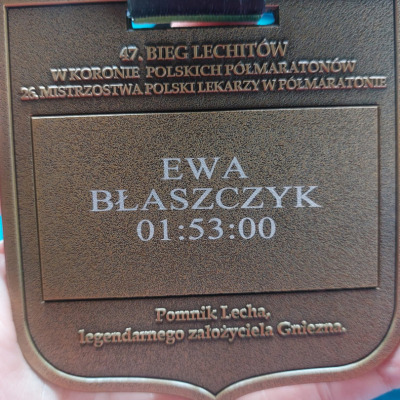 47. BIEG LECHITÓW
W KORONIE POLSKICH PÓŁMARATONÓW
26. MISTRZOSTWA POLSKI LEKARZY W PÓŁMARATONIE
EWA
BŁASZCZYK
01:53:00
Pomnik Lecha,
legendarnego założyciela Gniezna.